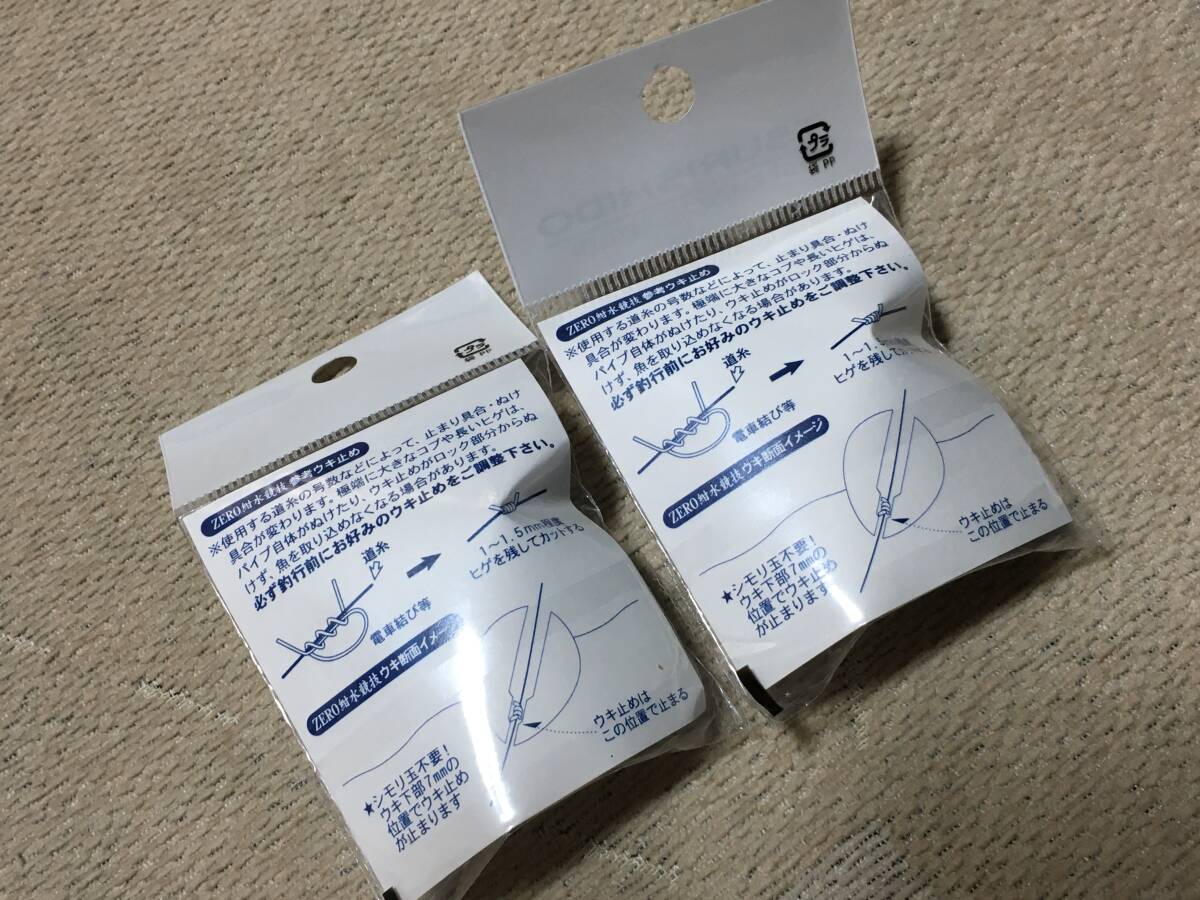 プラ
袋 PP
ZERO紺水競技 参考ウキ止め
※使用する道糸の号数などによって、止まり具合・ぬけ
具合が変わります。極端に大きなコブや長いヒゲは、
パイプ自体がぬけたり、ウキ止めがロック部分からぬ
けず、魚を取り込めなくなる場合があります。
必ず釣行前にお好みのウキ止めをご調整下さい。
道糸
電車結び等
1〜1.5mm程度
ヒゲを残してカットする
ZERO紺水競技ウキ断面イメージ
ウキ止めは
この位置で止まる
★シモリ玉不要!
ウキ下部7mmの
位置でウキ止め
が止まります
プラ
袋 PP
ZERO紺水競技 参考ウキ止め
※使用する道糸の号数などによって、止まり具合・ぬけ
具合が変わります。極端に大きなコブや長いヒゲは、
パイプ自体がぬけたり、ウキ止めがロック部分からぬ
けず、魚を取り込めなくなる場合があります。
必ず釣行前にお好みのウキ止めをご調整下さい。
道糸
電車結び等
ヒゲを残して
ZERO紺水競技ウキ断面イメージ
ウキ止めは
この位置で止まる
★シモリ玉不要!
ウキ下部7mmの
位置でウキ止め
が止まります